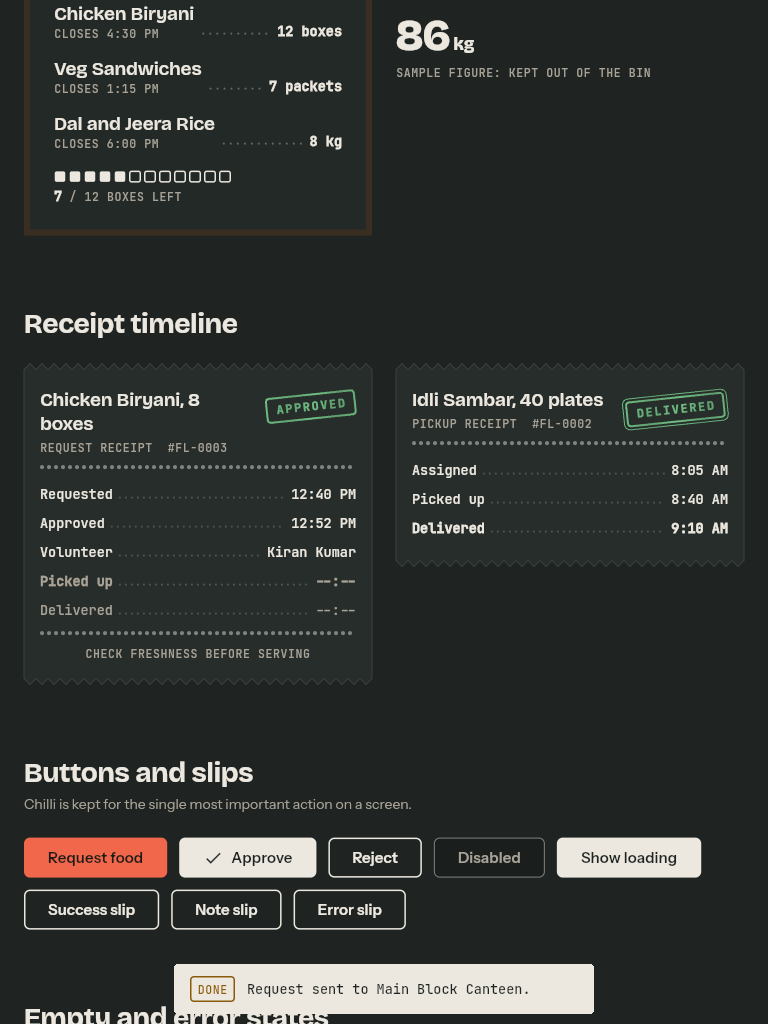 Chicken Biryani
CLOSES 4:30 PM .......... 12 boxes
Veg Sandwiches
CLOSES 1:15 PM ........ 7 packets
Dal and Jeera Rice
CLOSES 6:00 PM ............ 8 kg
7 / 12 BOXES LEFT
86 kg
SAMPLE FIGURE: KEPT OUT OF THE BIN
Receipt timeline
Chicken Biryani, 8
boxes
APPROVED
REQUEST RECEIPT #FL-0003
Requested 12:40 PM
Approved 12:52 PM
Volunteer Kiran Kumar
Picked up --:--
Delivered --:--
CHECK FRESHNESS BEFORE SERVING
Idli Sambar, 40 plates
DELIVERED
PICKUP RECEIPT #FL-0002
Assigned 8:05 AM
Picked up 8:40 AM
Delivered 9:10 AM
Buttons and slips
Chilli is kept for the single most important action on a screen.
Request food Approve Reject Disabled Show loading
Success slip Note slip Error slip
DONE Request sent to Main Block Canteen.
Empty and error states